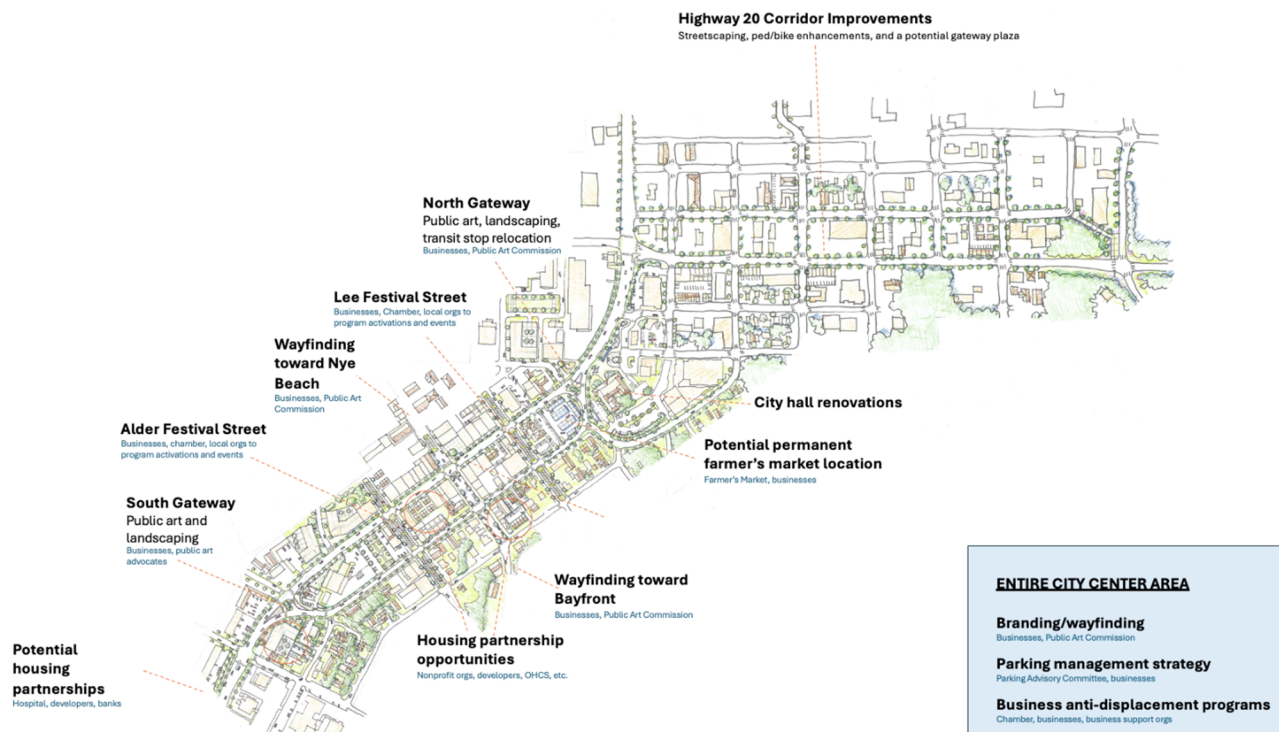 Highway 20 Corridor Improvements
Streetscaping, ped/bike enhancements, and a potential gateway plaza
North Gateway
Public art, landscaping,
transit stop relocation
Businesses, Public Art Commission
Lee Festival Street
Businesses, Chamber, local orgs to
program activations and events
Wayfinding
toward Nye
Beach
Businesses, Public Art
Commission
Alder Festival Street
Businesses, chamber, local orgs to
program activations and events
South Gateway
Public art and
landscaping
Businesses, public art
advocates
Potential
housing
partnerships
Hospital, developers, banks
City hall renovations
Potential permanent
farmer's market location
Farmer's Market, businesses
Wayfinding toward
Bayfront
Businesses, Public Art Commission
Housing partnership
opportunities
Nonprofit orgs, developers, OHCS, etc.
ENTIRE CITY CENTER AREA
Branding/wayfinding
Businesses, Public Art Commission
Parking management strategy
Parking Advisory Committee, businesses
Business anti-displacement programs
Chamber, businesses, business support orgs